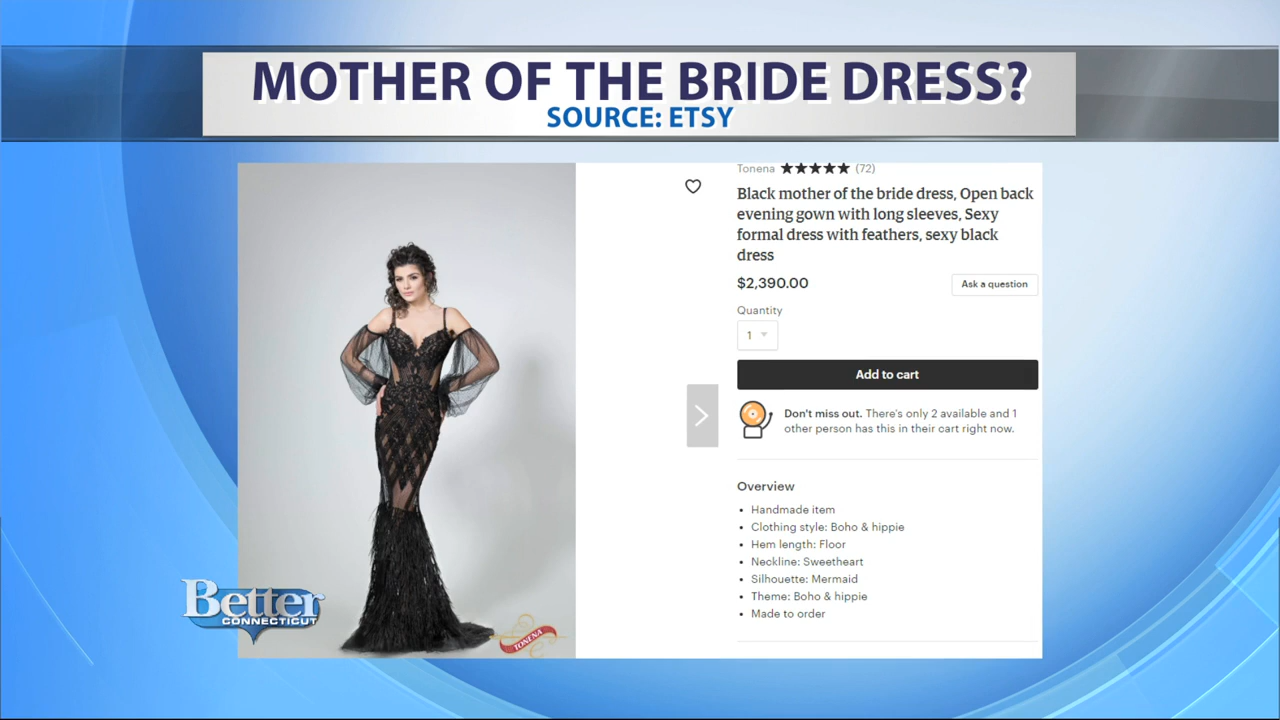 MOTHER OF THE BRIDE DRESS?
SOURCE: ETSY
Tonena ★★★★★ (72)
Black mother of the bride dress, Open back
evening gown with long sleeves, Sexy
formal dress with feathers, sexy black
dress
$2,390.00
Ask a question
Quantity
1
Add to cart
Don't miss out. There's only 2 available and 1
other person has this in their cart right now.
Overview
• Handmade item
• Clothing style: Boho & hippie
• Hem length: Floor
• Neckline: Sweetheart
• Silhouette: Mermaid
• Theme: Boho & hippie
• Made to order
Better
CONNECTICUT
TONENA